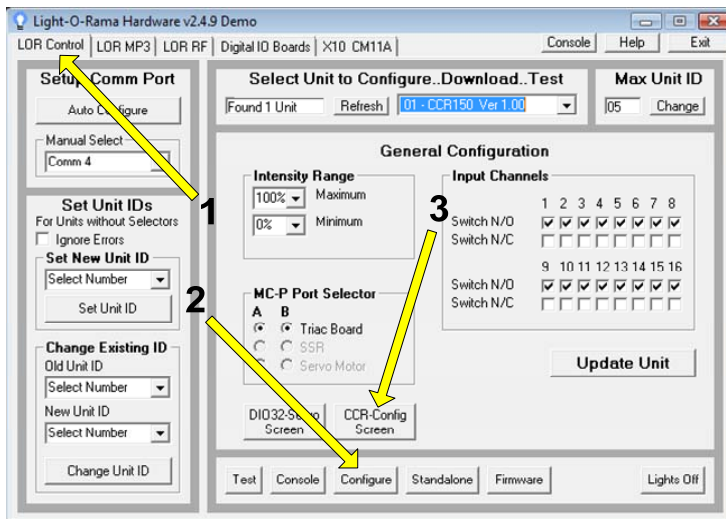 Light-O-Rama Hardware v2.4.9 Demo
LOR Control LOR MP3 LOR RF Digital IO Boards X10 CM11A Console Help Exit
Setup Comm Port
Auto Configure
Manual Select
Comm 4
Select Unit to Configure..Download..Test
Found 1 Unit Refresh 01 - CCR150 Ver 1.00
Max Unit ID
05 Change
1
Set Unit IDs
For Units without Selectors
Ignore Errors
Set New Unit ID
Select Number
Set Unit ID
2
Change Existing ID
Old Unit ID
Select Number
New Unit ID
Select Number
Change Unit ID
General Configuration
Intensity Range
100% Maximum
0% Minimum
3
Input Channels
1 2 3 4 5 6 7 8
Switch N/O
Switch N/C
9 10 11 12 13 14 15 16
Switch N/O
Switch N/C
MC-P Port Selector
A B
Triac Board
SSR
Servo Motor
Update Unit
DIO32-Servo
Screen
CCR-Config
Screen
Test Console Configure Standalone Firmware Lights Off